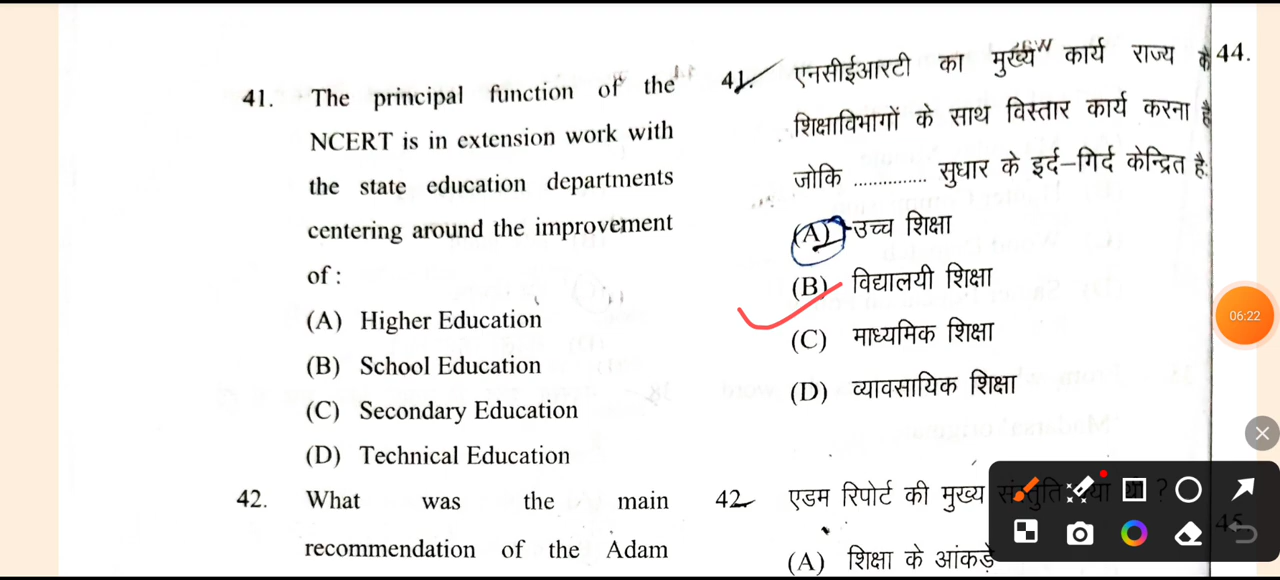 41. The principal function of the
NCERT is in extension work with
the state education departments
centering around the improvement
of :
(A) Higher Education
(B) School Education
(C) Secondary Education
(D) Technical Education
42. What was the main
recommendation of the Adam
41. एनसीईआरटी का मुख्य कार्य राज्य के
शिक्षाविभागों के साथ विस्तार कार्य करना है
जोकि .............. सुधार के इर्द-गिर्द केन्द्रित है:
(A) उच्च शिक्षा
(B) विद्यालयी शिक्षा
(C) माध्यमिक शिक्षा
(D) व्यावसायिक शिक्षा
42. एडम रिपोर्ट की मुख्य संस्तुति क्या थी ?
(A) शिक्षा के आंकड़े
44.
45
06:22